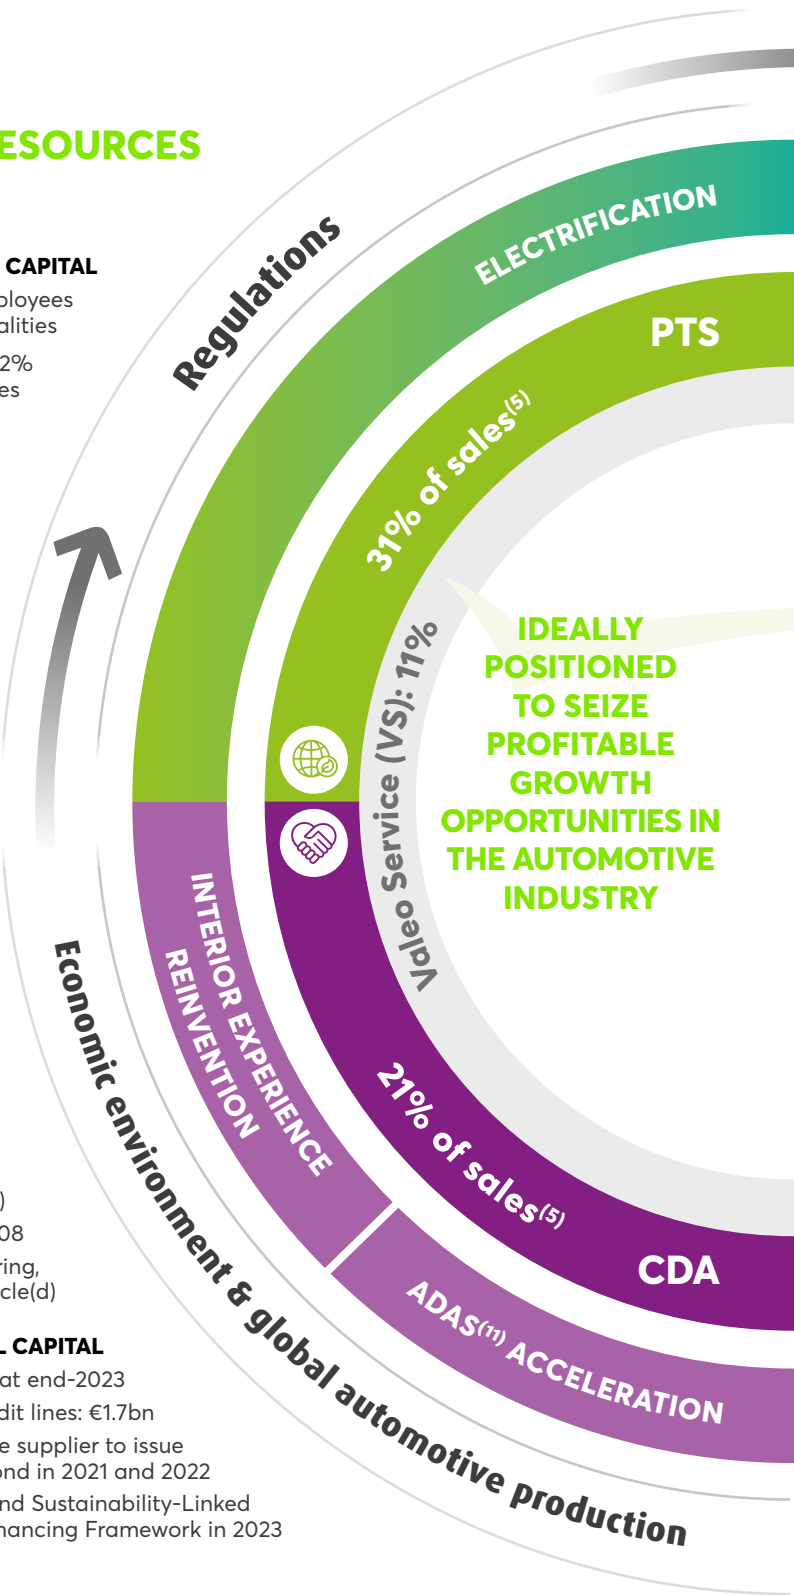 ESOURCES
CAPITAL
ployees
alities
2%
es
)
08
ring,
cle(d)
L CAPITAL
at end-2023
dit lines: €1.7bn
e supplier to issue
ond in 2021 and 2022
nd Sustainability-Linked
nancing Framework in 2023
Regulations
ELECTRIFICATION
PTS
31% of sales(5)
Valeo Service (VS): 11%
IDEALLY
POSITIONED
TO SEIZE
PROFITABLE
GROWTH
OPPORTUNITIES IN
THE AUTOMOTIVE
INDUSTRY
INTERIOR EXPERIENCE
REINVENTION
21% of sales(5)
CDA
ADAS(11) ACCELERATION
Economic environment & global automotive production